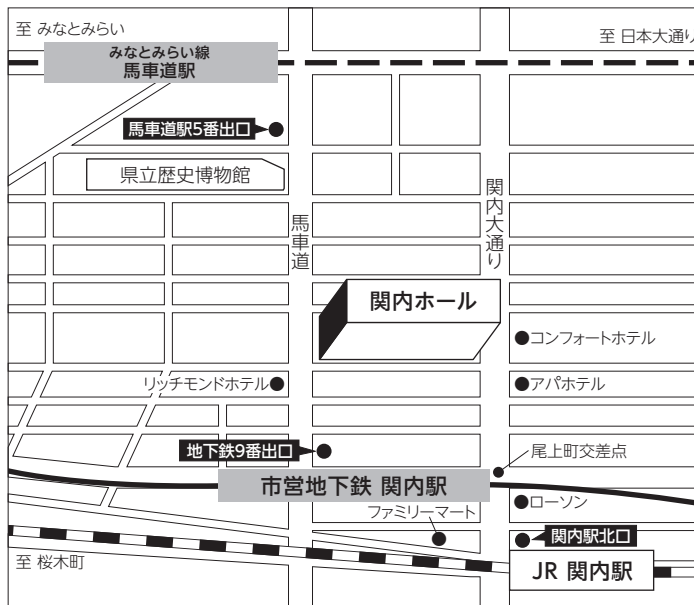 至 みなとみらい
至 日本大通り
みなとみらい線
馬車道駅
馬車道駅5番出口
県立歴史博物館
馬車道
関内大通り
関内ホール
コンフォートホテル
リッチモンドホテル
アパホテル
地下鉄9番出口
尾上町交差点
市営地下鉄 関内駅
ローソン
ファミリーマート
関内駅北口
至 桜木町
JR 関内駅